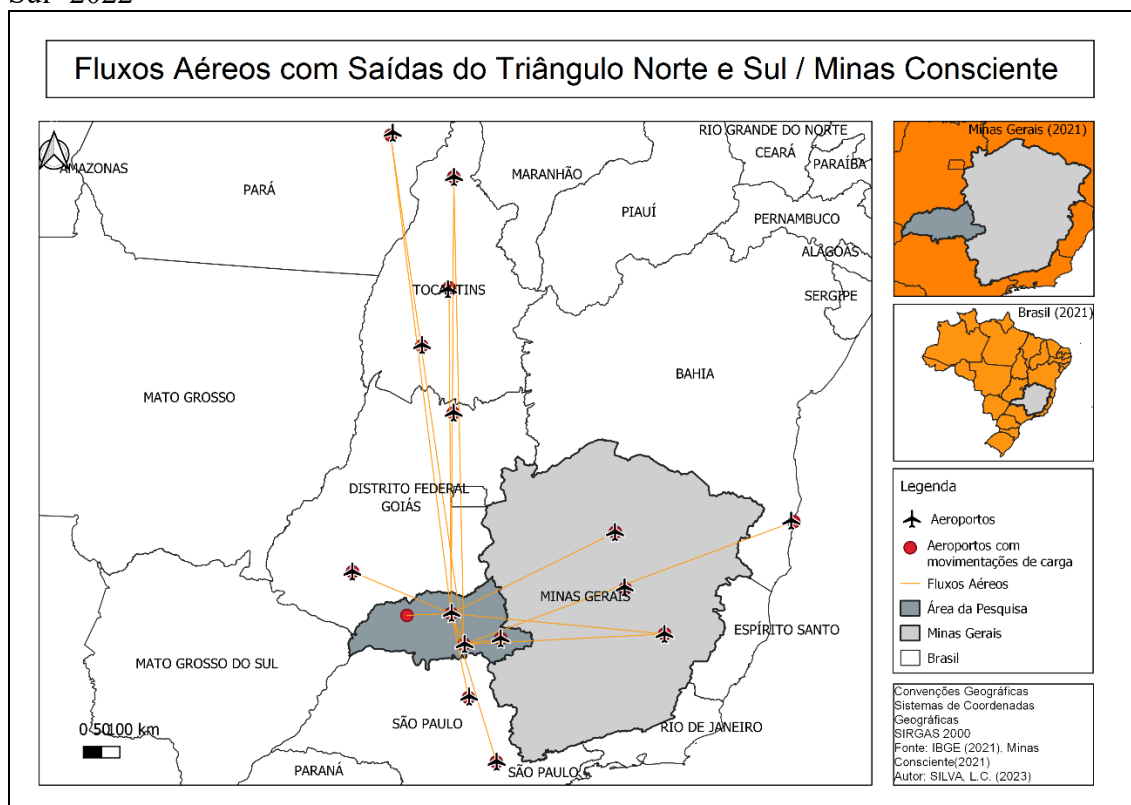 Sul- 2022
Fluxos Aéreos com Saídas do Triângulo Norte e Sul / Minas Consciente
AMAZONAS
PARÁ
MARANHÃO
RIO GRANDE DO NORTE
CEARÁ
PARAÍBA
PIAUÍ
PERNAMBUCO
ALAGOAS
SERGIPE
TOCANTINS
MATO GROSSO
BAHIA
DISTRITO FEDERAL
GOIÁS
MINAS GERAIS
ESPÍRITO SANTO
MATO GROSSO DO SUL
SÃO PAULO
RIO DE JANEIRO
PARANÁ
SÃO PAULO
0 50 100 km
Minas Gerais (2021)
Brasil (2021)
Legenda
Aeroportos
Aeroportos com
movimentações de carga
Fluxos Aéreos
Área da Pesquisa
Minas Gerais
Brasil
Convenções Geográficas
Sistemas de Coordenadas
Geográficas
SIRGAS 2000
Fonte: IBGE (2021). Minas
Consciente(2021)
Autor: SILVA, L.C. (2023)